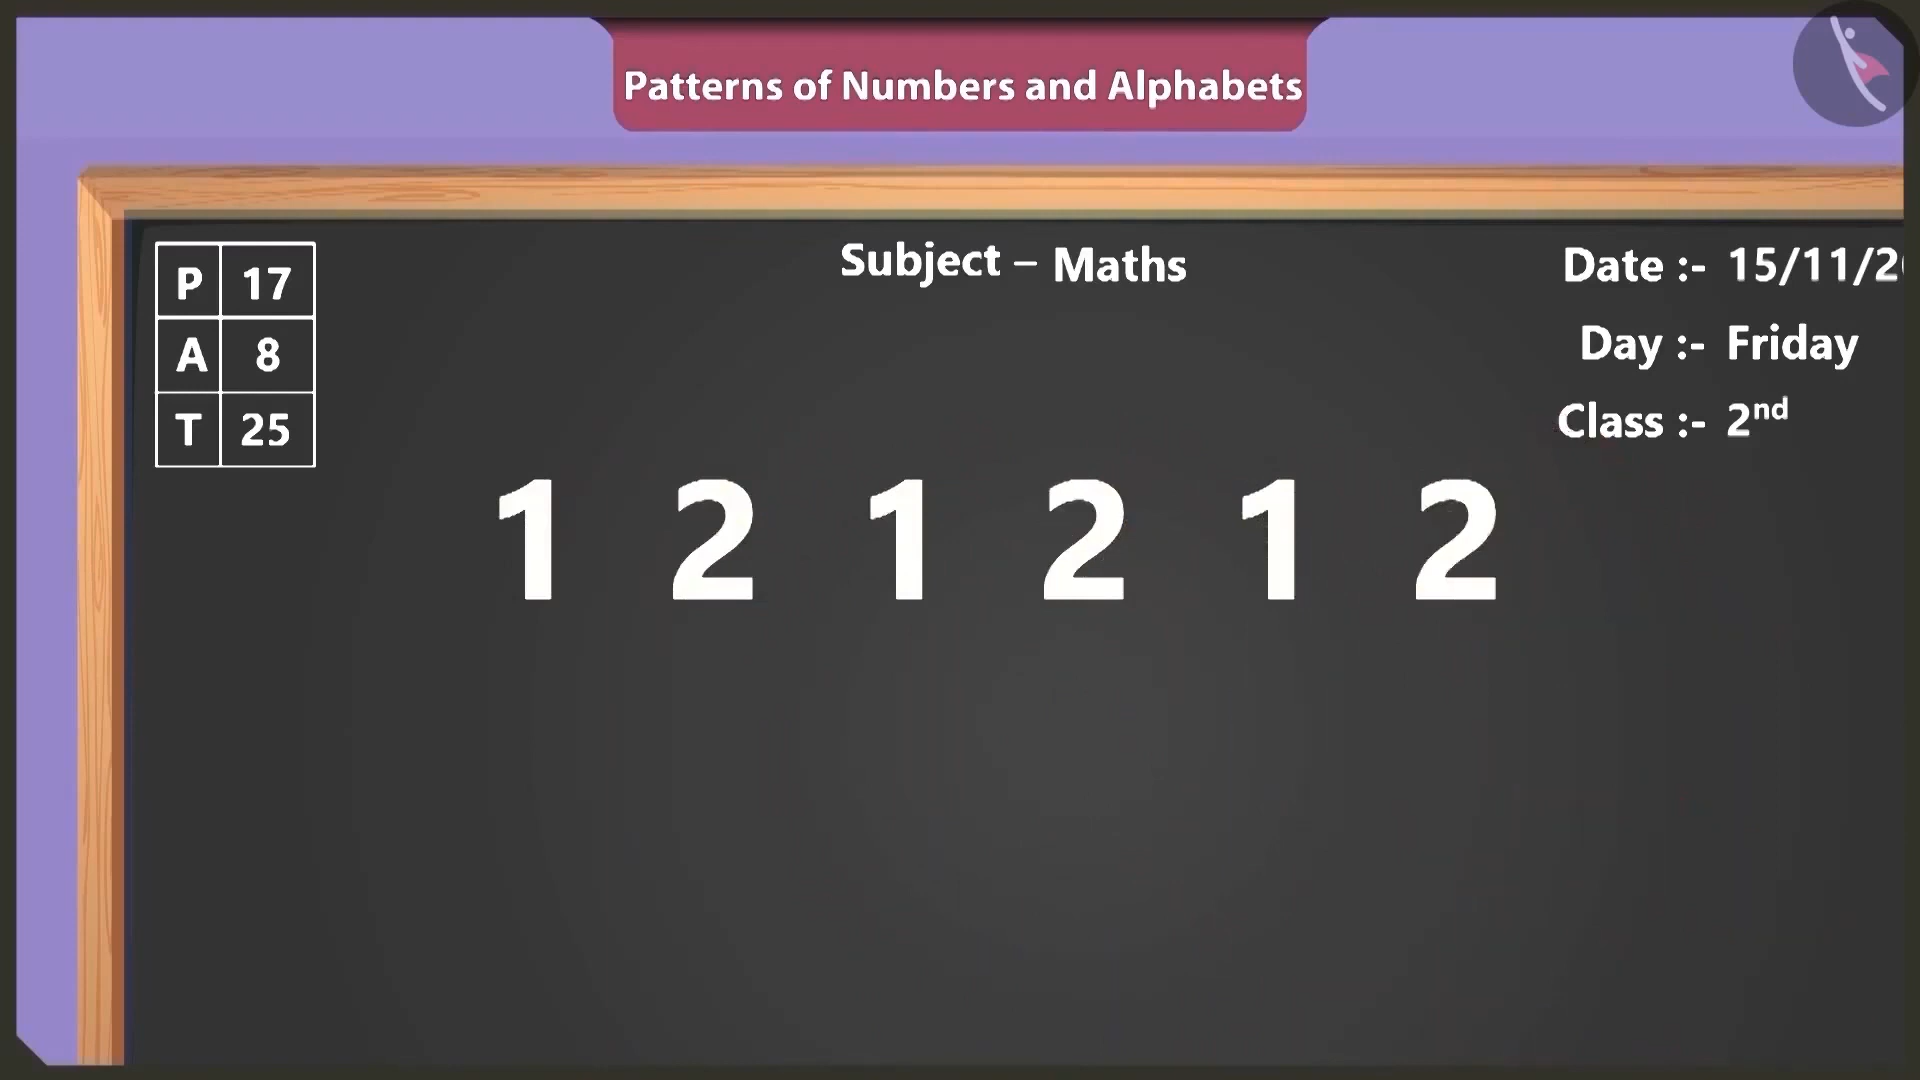 Patterns of Numbers and Alphabets
P 17
A 8
T 25
Subject – Maths
Date :- 15/11/2
Day :- Friday
Class :- 2nd
1 2 1 2 1 2